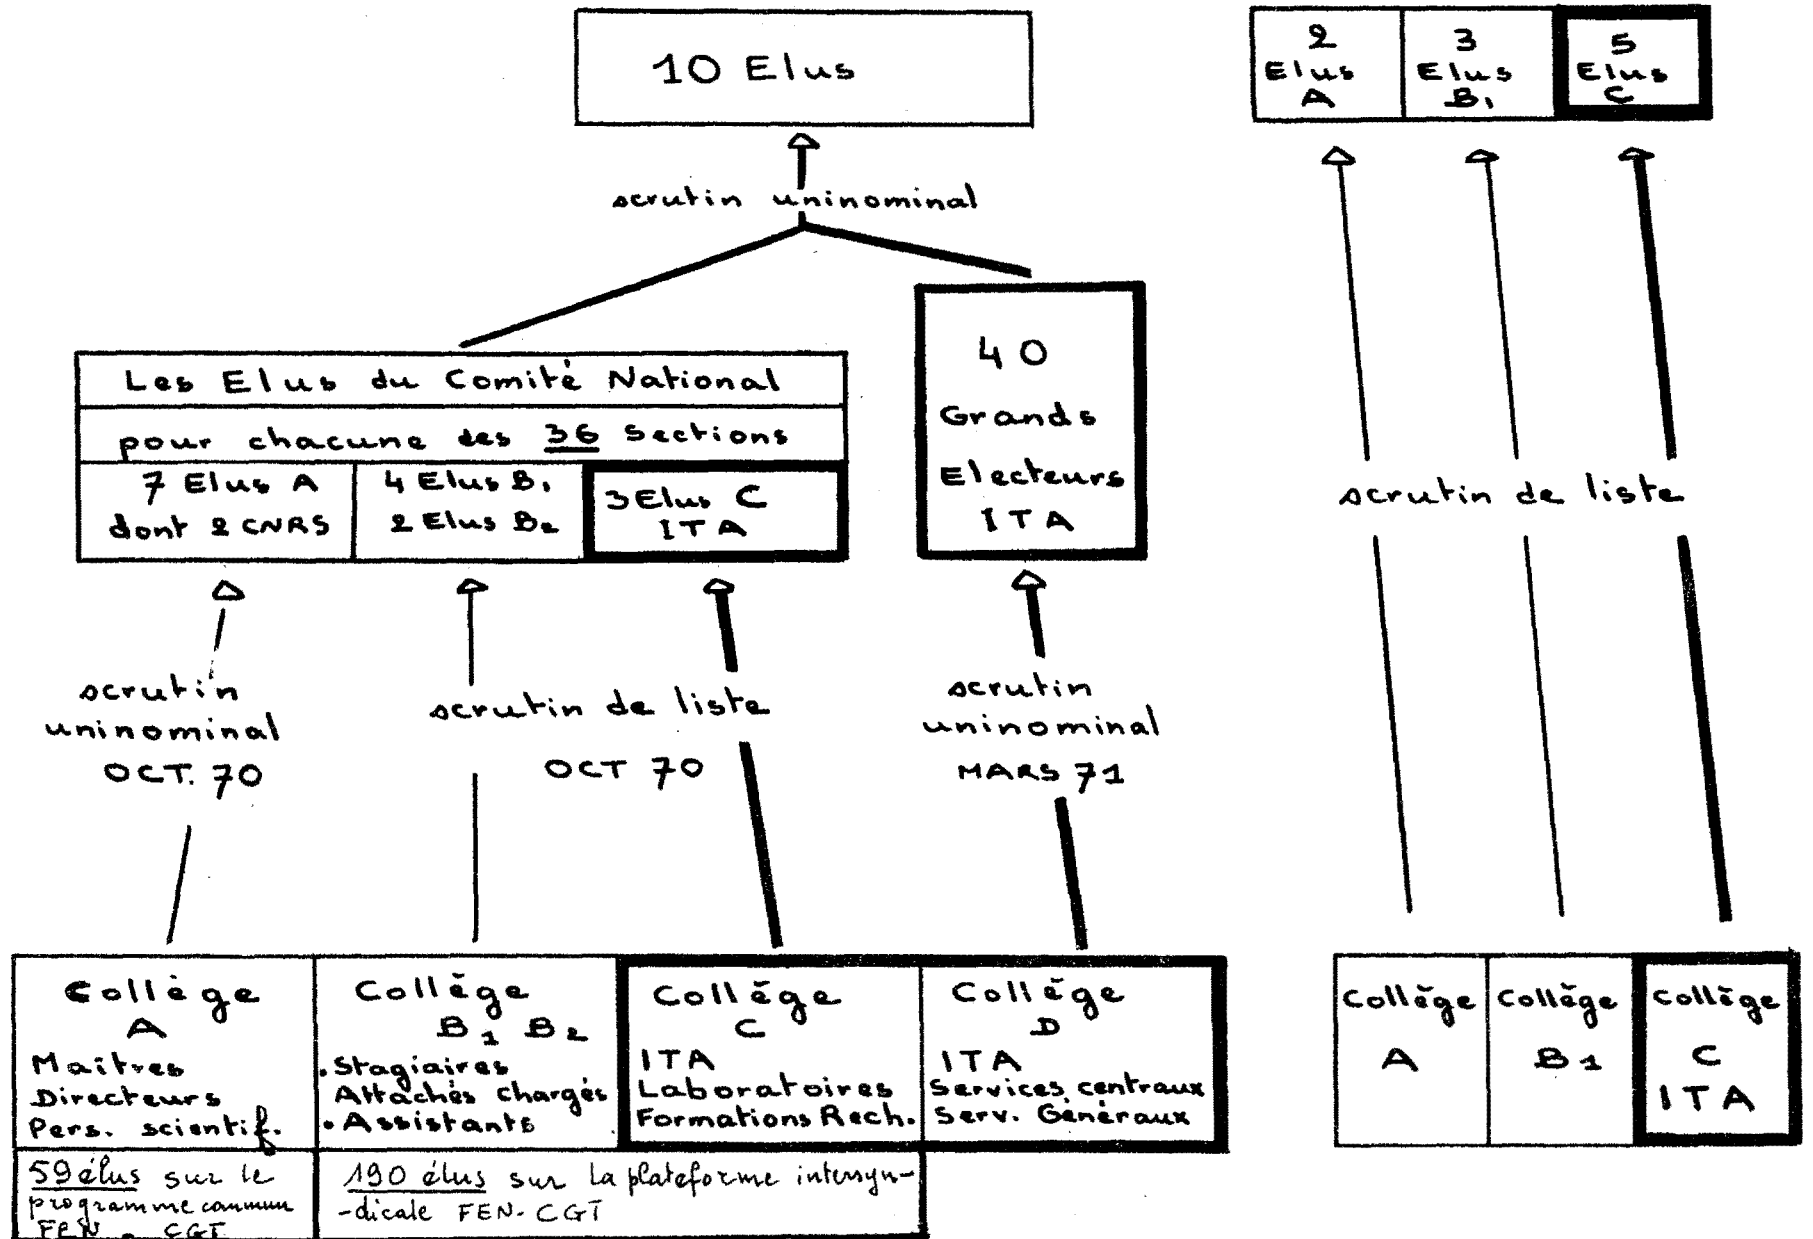 10 Elus
2
Elus
A
3
Elus
B1
5
Elus
C
scrutin uninominal
40
Grands
Electeurs
ITA
Les Elus du Comité National
pour chacune des 36 Sections
7 Elus A
dont 2 CNRS
4 Elus B1
2 Elus B2
3 Elus C
ITA
scrutin de liste
scrutin
uninominal
OCT. 70
scrutin de liste
OCT 70
scrutin
uninominal
MARS 71
Collège
A
Maîtres
Directeurs
Pers. scientif.
Collège
B1 B2
. Stagiaires
Attachés Chargés
. Assistants
Collège
C
ITA
Laboratoires
Formations Rech.
Collège
D
ITA
Services centraux
Serv. Généraux
Collège
A
Collège
B1
Collège
C
ITA
59 élus sur le
programme commun
FEN - CGT
190 élus sur la plateforme intersyn-
-dicale FEN-CGT